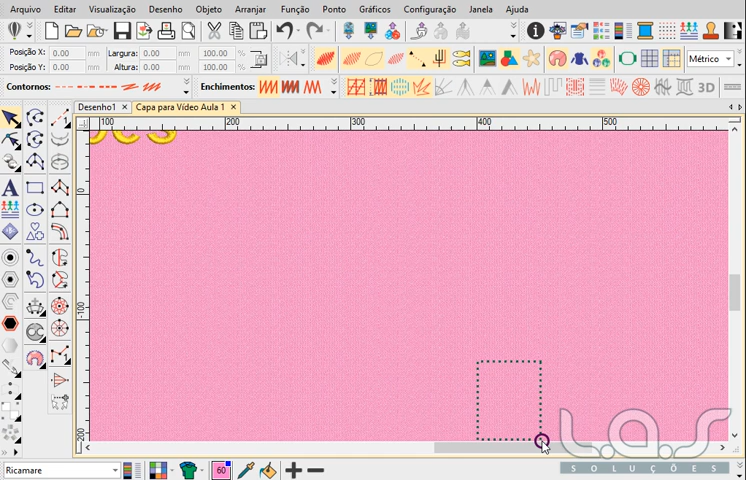 Arquivo Editar Visualização Desenho Objeto Arranjar Função Ponto Gráficos Configuração Janela Ajuda
Posição X: 0.00 mm Largura: 0.00 mm 100.00 %
Posição Y: 0.00 mm Altura: 0.00 mm 100.00 %
Métrico
Contornos: Enchimentos: 3D
Desenho1 Capa para Vídeo Aula 1
100 200 300 400 500
0
-100
200
A
Ricamare 60
L.A.S
SOLUÇÕES